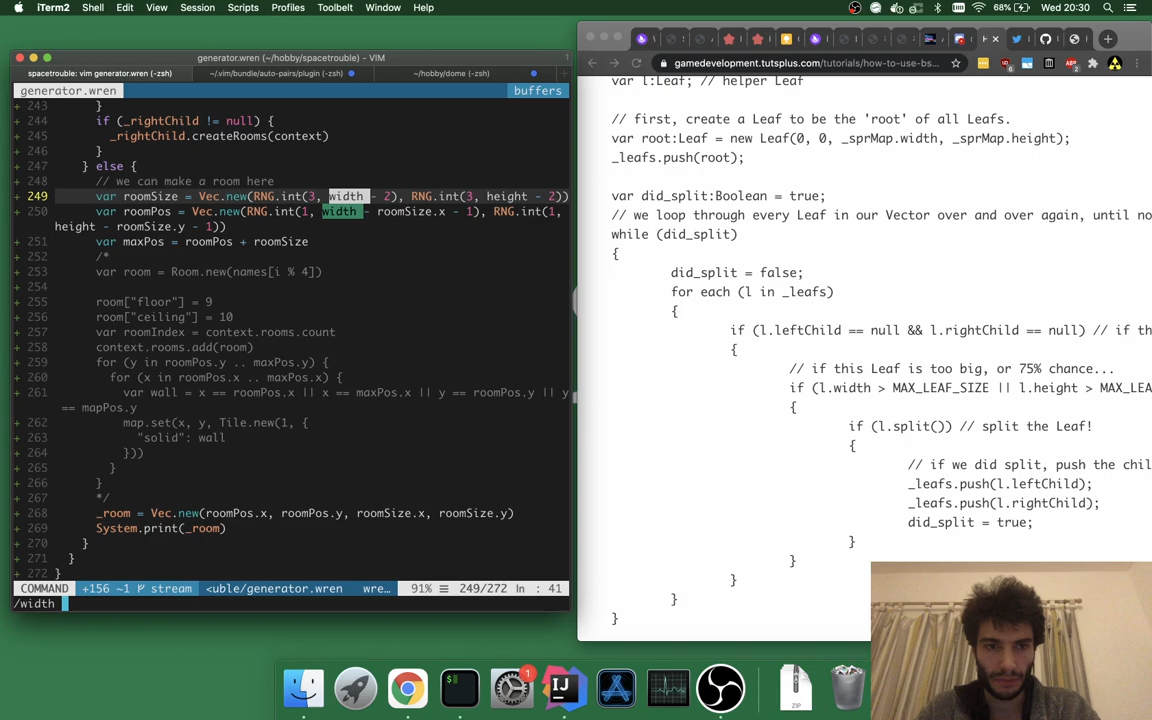 iTerm2 Shell Edit View Session Scripts Profiles Toolbelt Window Help 68% Wed 20:30
generator.wren (-zsh) - VIM
spacetrouble: vim generator.wren (-zsh) ~/.vim/bundle/auto-pairs/plugin (-zsh) ~/hobby/dome (-zsh)
generator.wren buffers
+ 243 }
+ 244 if (_rightChild != null) {
+ 245 _rightChild.createRooms(context)
+ 246 }
+ 247 } else {
+ 248 // we can make a room here
+ 249 var roomSize = Vec.new(RNG.int(3, width - 2), RNG.int(3, height - 2))
+ 250 var roomPos = Vec.new(RNG.int(1, width - roomSize.x - 1), RNG.int(1,
height - roomSize.y - 1))
+ 251 var maxPos = roomPos + roomSize
+ 252 /*
+ 253 var room = Room.new(names[i % 4])
+ 254
+ 255 room["floor"] = 9
+ 256 room["ceiling"] = 10
+ 257 var roomIndex = context.rooms.count
+ 258 context.rooms.add(room)
+ 259 for (y in roomPos.y .. maxPos.y) {
+ 260 for (x in roomPos.x .. maxPos.x) {
+ 261 var wall = x == roomPos.x || x == maxPos.x || y == roomPos.y || y
== mapPos.y
+ 262 map.set(x, y, Tile.new(1, {
+ 263 "solid": wall
+ 264 }))
+ 265 }
+ 266 }
+ 267 */
+ 268 _room = Vec.new(roomPos.x, roomPos.y, roomSize.x, roomSize.y)
+ 269 System.print(_room)
+ 270 }
+ 271 }
+ 272 }
COMMAND +156 ~1 stream <uble/generator.wren wre… 91% ≡ 249/272 ln : 41
/width
gamedevelopment.tutsplus.com/tutorials/how-to-use-bs…
var l:Leaf; // helper Leaf
// first, create a Leaf to be the 'root' of all Leafs.
var root:Leaf = new Leaf(0, 0, _sprMap.width, _sprMap.height);
_leafs.push(root);
var did_split:Boolean = true;
// we loop through every Leaf in our Vector over and over again, until no
while (did_split)
{
did_split = false;
for each (l in _leafs)
{
if (l.leftChild == null && l.rightChild == null) // if th
{
// if this Leaf is too big, or 75% chance...
if (l.width > MAX_LEAF_SIZE || l.height > MAX_LEA
{
if (l.split()) // split the Leaf!
{
// if we did split, push the chil
_leafs.push(l.leftChild);
_leafs.push(l.rightChild);
did_split = true;
}
}
}
}
}
1
ZIP